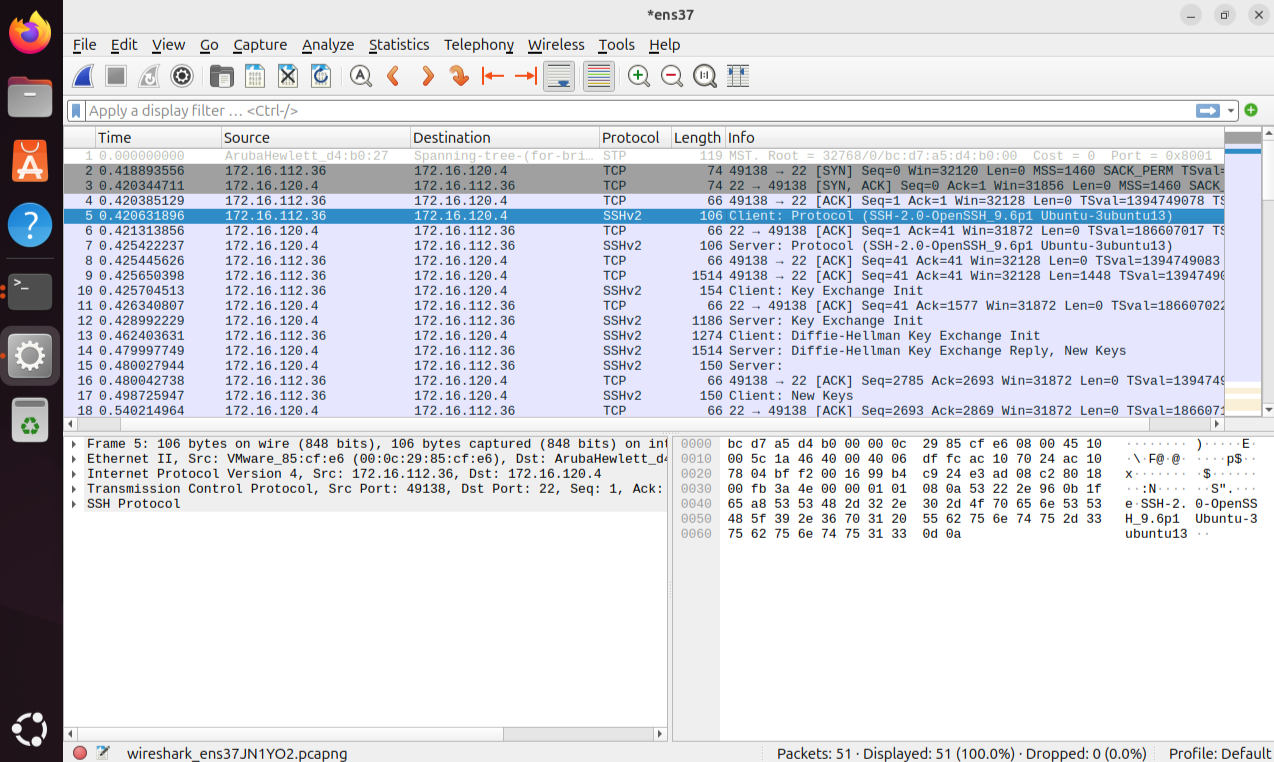 *ens37
File Edit View Go Capture Analyze Statistics Telephony Wireless Tools Help
Apply a display filter … <Ctrl-/>
Time Source Destination Protocol Length Info
1 0.000000000 ArubaHewlett_d4:b0:27 Spanning-tree-(for-bri… STP 119 MST. Root = 32768/0/bc:d7:a5:d4:b0:00 Cost = 0 Port = 0x8001
2 0.418893556 172.16.112.36 172.16.120.4 TCP 74 49138 → 22 [SYN] Seq=0 Win=32120 Len=0 MSS=1460 SACK_PERM TSval=
3 0.420344711 172.16.120.4 172.16.112.36 TCP 74 22 → 49138 [SYN, ACK] Seq=0 Ack=1 Win=31856 Len=0 MSS=1460 SACK_
4 0.420385129 172.16.112.36 172.16.120.4 TCP 66 49138 → 22 [ACK] Seq=1 Ack=1 Win=32128 Len=0 TSval=1394749078 TS
5 0.420631896 172.16.112.36 172.16.120.4 SSHv2 106 Client: Protocol (SSH-2.0-OpenSSH_9.6p1 Ubuntu-3ubuntu13)
6 0.421313856 172.16.120.4 172.16.112.36 TCP 66 22 → 49138 [ACK] Seq=1 Ack=41 Win=31872 Len=0 TSval=186607017 TS
7 0.425422237 172.16.120.4 172.16.112.36 SSHv2 106 Server: Protocol (SSH-2.0-OpenSSH_9.6p1 Ubuntu-3ubuntu13)
8 0.425445626 172.16.112.36 172.16.120.4 TCP 66 49138 → 22 [ACK] Seq=41 Ack=41 Win=32128 Len=0 TSval=1394749083
9 0.425650398 172.16.112.36 172.16.120.4 TCP 1514 49138 → 22 [ACK] Seq=41 Ack=41 Win=32128 Len=1448 TSval=13947490
10 0.425704513 172.16.112.36 172.16.120.4 SSHv2 154 Client: Key Exchange Init
11 0.426340807 172.16.120.4 172.16.112.36 TCP 66 22 → 49138 [ACK] Seq=41 Ack=1577 Win=31872 Len=0 TSval=186607022
12 0.428992229 172.16.120.4 172.16.112.36 SSHv2 1186 Server: Key Exchange Init
13 0.462403631 172.16.112.36 172.16.120.4 SSHv2 1274 Client: Diffie-Hellman Key Exchange Init
14 0.479997749 172.16.120.4 172.16.112.36 SSHv2 1514 Server: Diffie-Hellman Key Exchange Reply, New Keys
15 0.480027944 172.16.120.4 172.16.112.36 SSHv2 150 Server:
16 0.480042738 172.16.112.36 172.16.120.4 TCP 66 49138 → 22 [ACK] Seq=2785 Ack=2693 Win=31872 Len=0 TSval=1394749
17 0.498725947 172.16.112.36 172.16.120.4 SSHv2 150 Client: New Keys
18 0.540214964 172.16.120.4 172.16.112.36 TCP 66 22 → 49138 [ACK] Seq=2693 Ack=2869 Win=31872 Len=0 TSval=1866071
Frame 5: 106 bytes on wire (848 bits), 106 bytes captured (848 bits) on int
Ethernet II, Src: VMware_85:cf:e6 (00:0c:29:85:cf:e6), Dst: ArubaHewlett_d4
Internet Protocol Version 4, Src: 172.16.112.36, Dst: 172.16.120.4
Transmission Control Protocol, Src Port: 49138, Dst Port: 22, Seq: 1, Ack:
SSH Protocol
0000 bc d7 a5 d4 b0 00 00 0c 29 85 cf e6 08 00 45 10 ········ )·····E·
0010 00 5c 1a 46 40 00 40 06 df fc ac 10 70 24 ac 10 ·\·F@·@· ····p$··
0020 78 04 bf f2 00 16 99 b4 c9 24 e3 ad 08 c2 80 18 x······· ·$······
0030 00 fb 3a 4e 00 00 01 01 08 0a 53 22 2e 96 0b 1f ··:N···· ··S".···
0040 65 a8 53 53 48 2d 32 2e 30 2d 4f 70 65 6e 53 53 e·SSH-2. 0-OpenSS
0050 48 5f 39 2e 36 70 31 20 55 62 75 6e 74 75 2d 33 H_9.6p1 Ubuntu-3
0060 75 62 75 6e 74 75 31 33 0d 0a ubuntu13 ··
wireshark_ens37JN1YO2.pcapng Packets: 51 · Displayed: 51 (100.0%) · Dropped: 0 (0.0%) Profile: Default